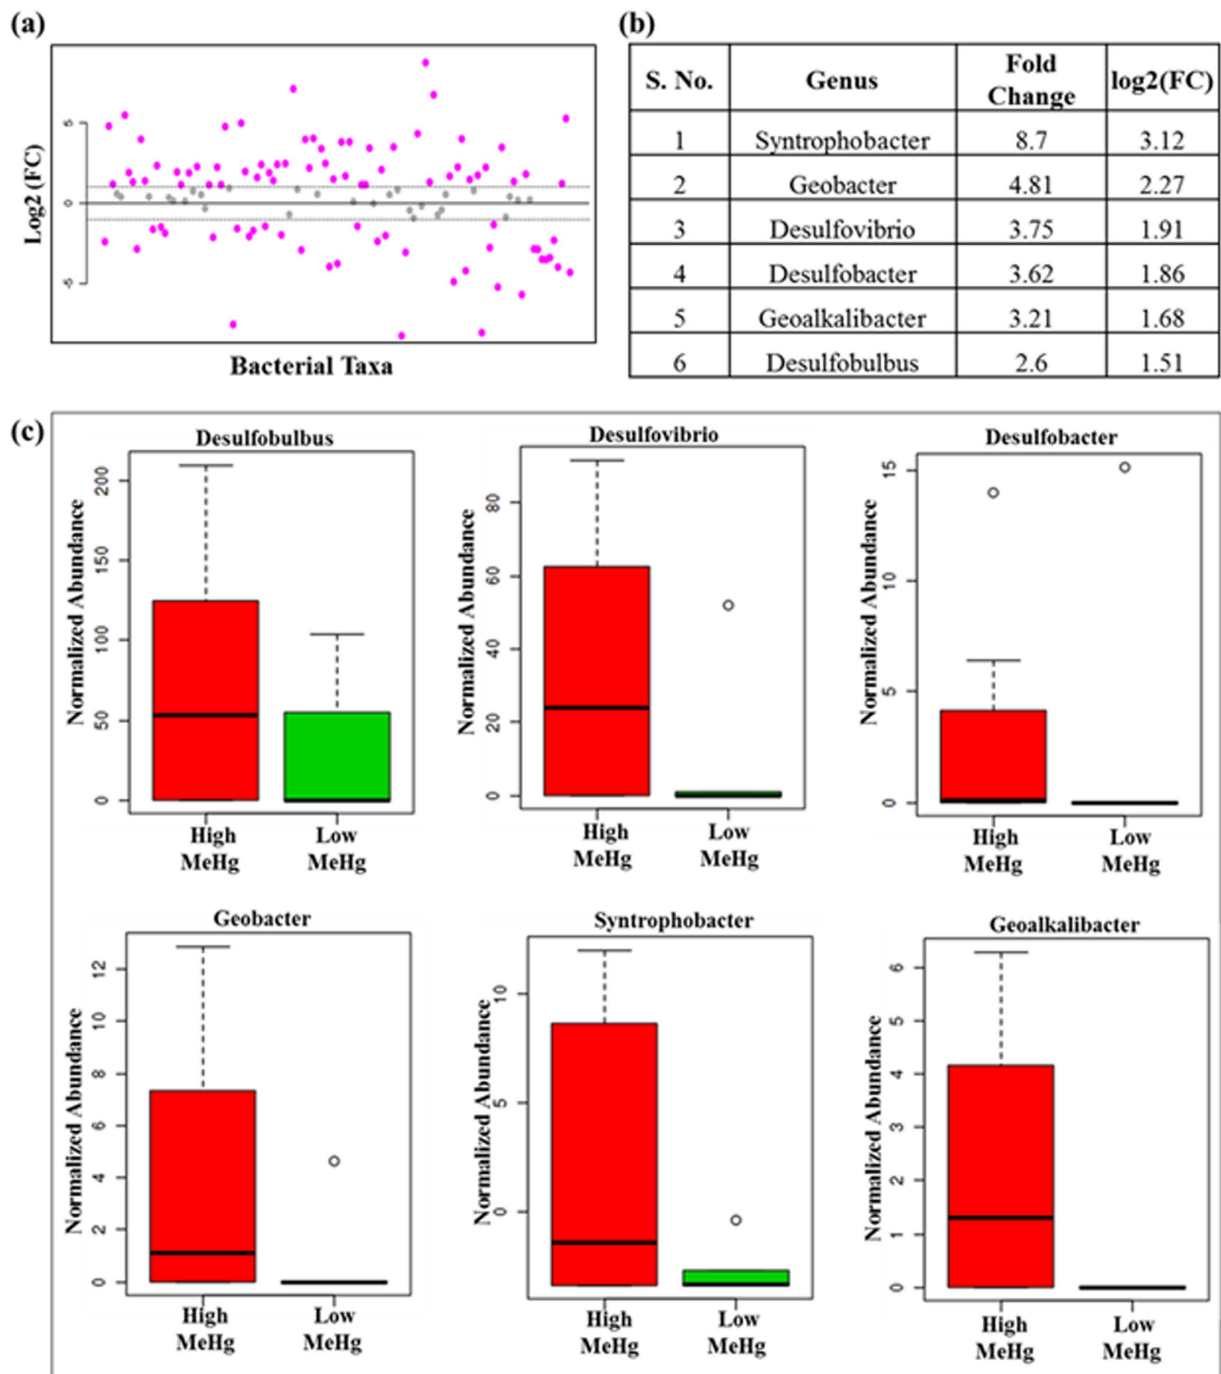 (a)
5
0
-5
Log2 (FC)
Bacterial Taxa
(b)
S. No. Genus Fold Change log2(FC)
1 Syntrophobacter 8.7 3.12
2 Geobacter 4.81 2.27
3 Desulfovibrio 3.75 1.91
4 Desulfobacter 3.62 1.86
5 Geoalkalibacter 3.21 1.68
6 Desulfobulbus 2.6 1.51
(c)
Desulfobulbus
Normalized Abundance
200
150
100
50
0
High Low
MeHg MeHg
Desulfovibrio
Normalized Abundance
80
60
40
20
0
High Low
MeHg MeHg
Desulfobacter
Normalized Abundance
15
10
5
0
High Low
MeHg MeHg
Geobacter
Normalized Abundance
12
10
8
6
4
2
0
High Low
MeHg MeHg
Syntrophobacter
Normalized Abundance
10
5
0
High Low
MeHg MeHg
Geoalkalibacter
Normalized Abundance
6
5
4
3
2
1
0
High Low
MeHg MeHg